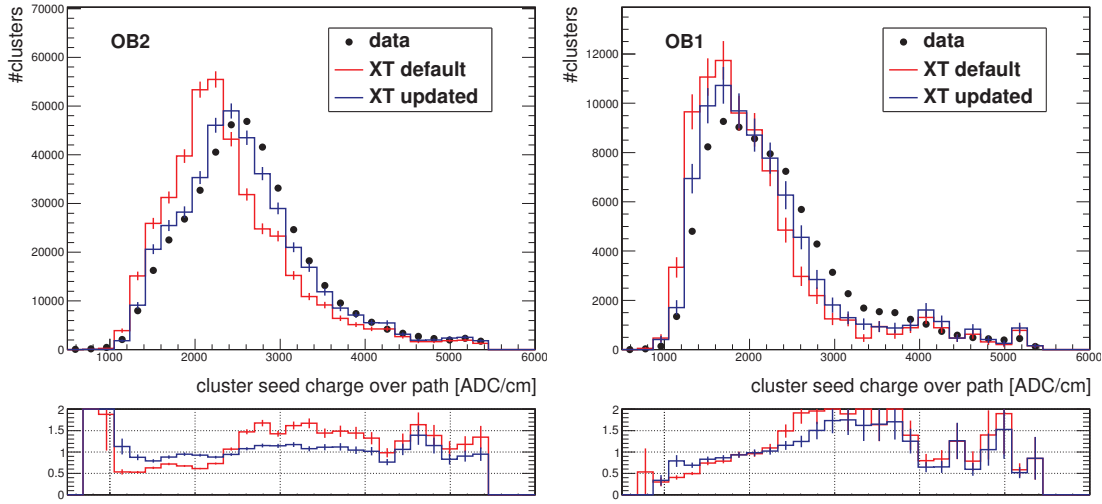 OB2
data
XT default
XT updated
#clusters
70000
60000
50000
40000
30000
20000
10000
0
1000 2000 3000 4000 5000 6000
cluster seed charge over path [ADC/cm]
2
1.5
1
0.5
0
OB1
data
XT default
XT updated
#clusters
12000
10000
8000
6000
4000
2000
0
1000 2000 3000 4000 5000 6000
cluster seed charge over path [ADC/cm]
2
1.5
1
0.5
0